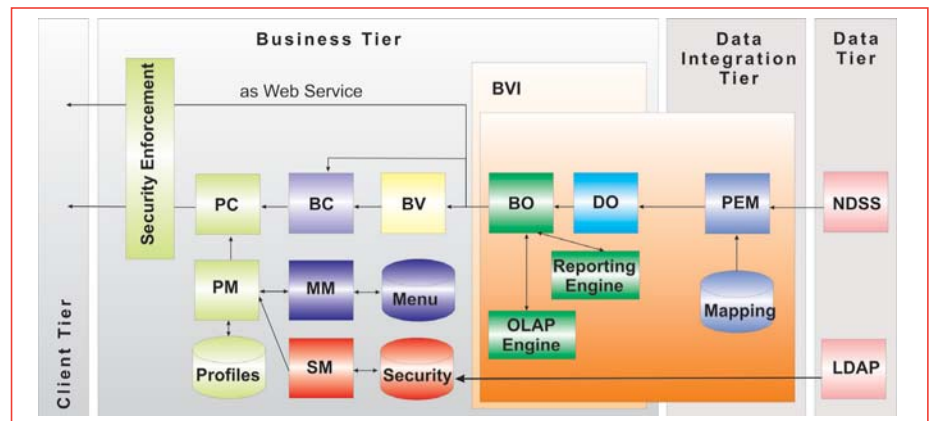 Business Tier
Data
Integration
Tier
Data
Tier
Client Tier
Security Enforcement
as Web Service
BVI
PC
BC
BV
BO
DO
PEM
NDSS
Reporting
Engine
PM
MM
Menu
Mapping
OLAP
Engine
Profiles
SM
Security
LDAP